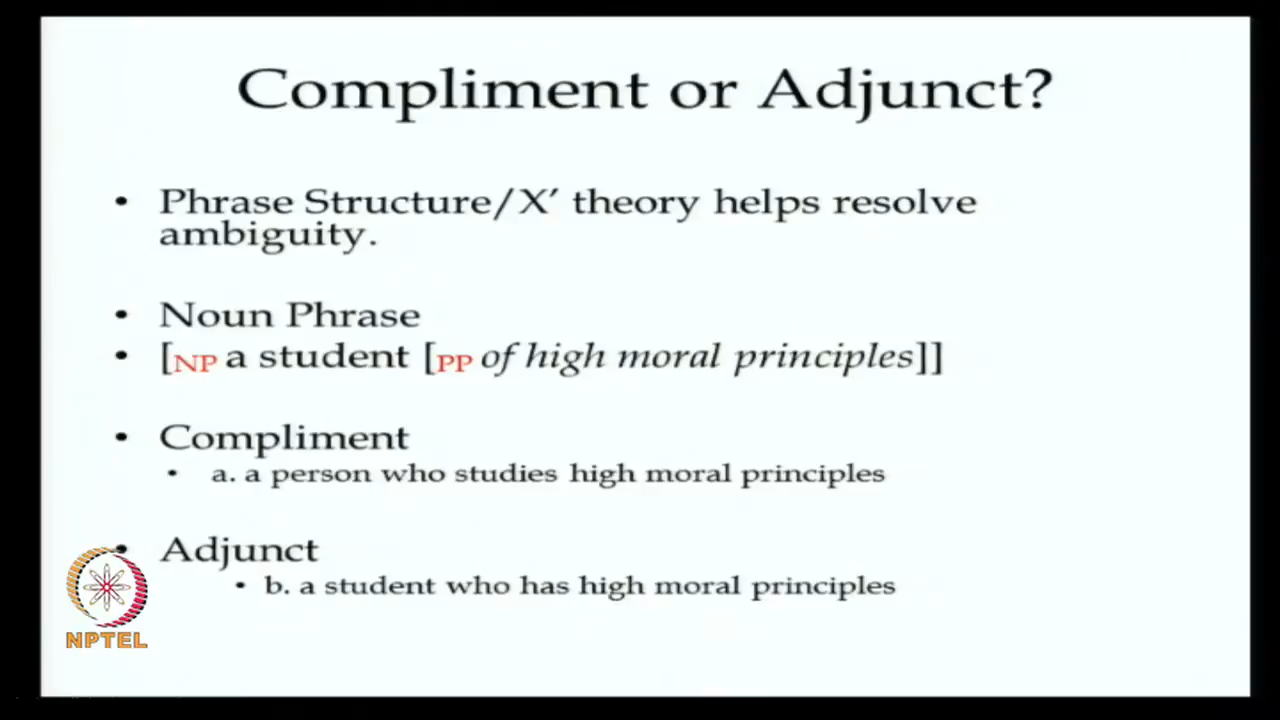 Compliment or Adjunct?
• Phrase Structure/X′ theory helps resolve
ambiguity.
• Noun Phrase
• [NP a student [PP of high moral principles]]
• Compliment
• a. a person who studies high moral principles
• Adjunct
• b. a student who has high moral principles
NPTEL